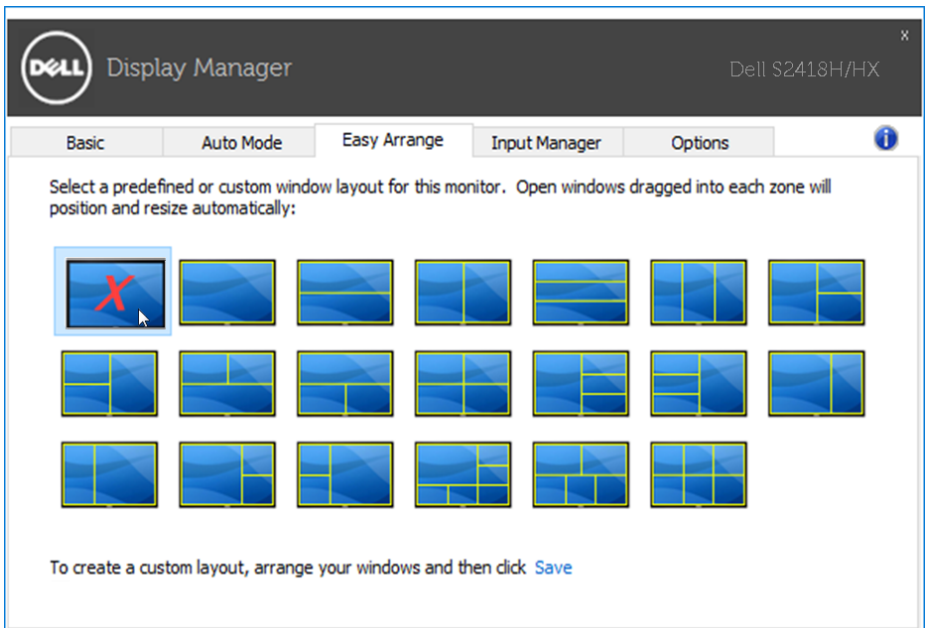 X
DELL
Display Manager
Dell S2418H/HX
Basic
Auto Mode
Easy Arrange
Input Manager
Options
i
Select a predefined or custom window layout for this monitor. Open windows dragged into each zone will
position and resize automatically:
X
To create a custom layout, arrange your windows and then click Save